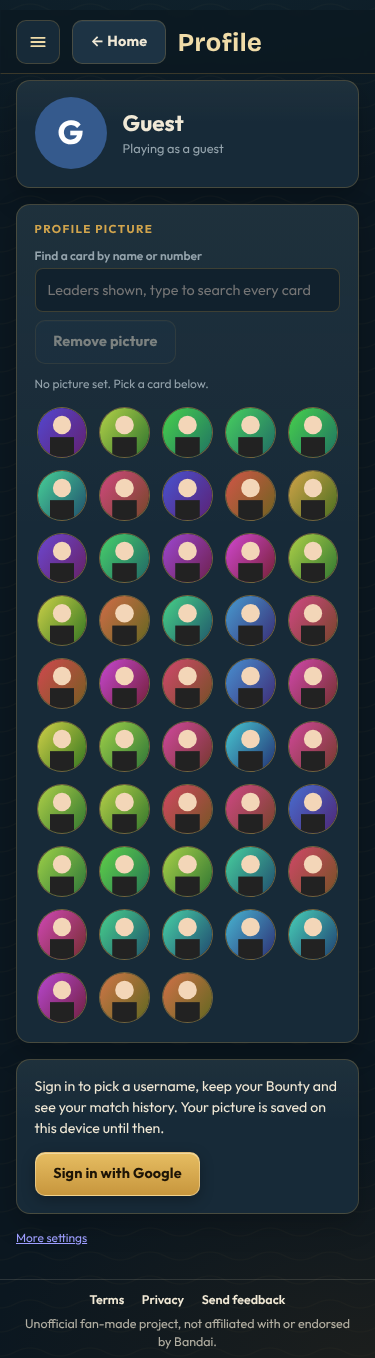 ← Home
Profile
G
Guest
Playing as a guest
PROFILE PICTURE
Find a card by name or number
Leaders shown, type to search every card
Remove picture
No picture set. Pick a card below.
Sign in to pick a username, keep your Bounty and
see your match history. Your picture is saved on
this device until then.
Sign in with Google
More settings
Terms Privacy Send feedback
Unofficial fan-made project, not affiliated with or endorsed
by Bandai.